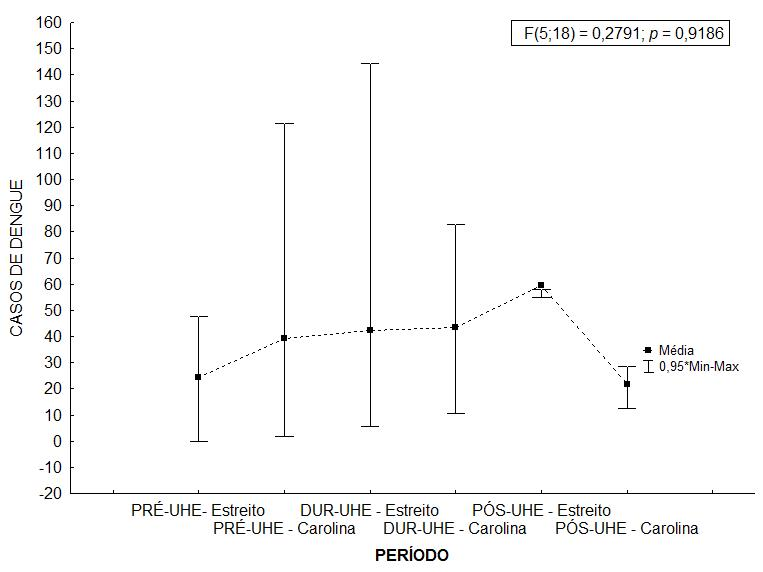 160
150
140
130
120
110
100
90
80
70
60
50
40
30
20
10
0
-10
-20
CASOS DE DENGUE
F(5;18) = 0,2791; p = 0,9186
Média
0,95*Min-Max
PRÉ-UHE- Estreito
PRÉ-UHE - Carolina
DUR-UHE - Estreito
DUR-UHE - Carolina
PÓS-UHE - Estreito
PÓS-UHE - Carolina
PERÍODO